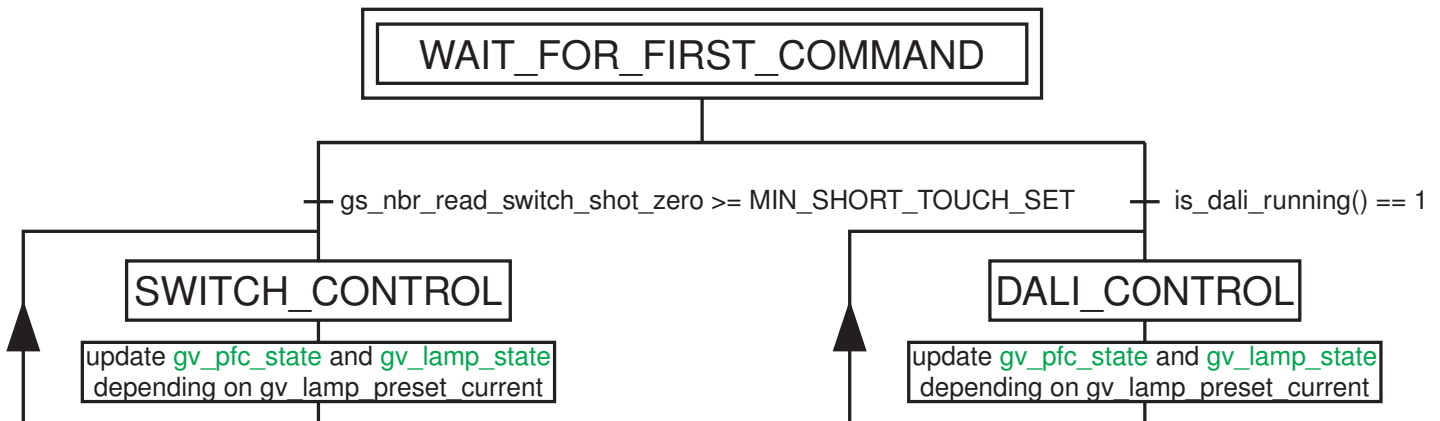 WAIT_FOR_FIRST_COMMAND
gs_nbr_read_switch_shot_zero >= MIN_SHORT_TOUCH_SET
is_dali_running() == 1
SWITCH_CONTROL
DALI_CONTROL
update gv_pfc_state and gv_lamp_state
depending on gv_lamp_preset_current
update gv_pfc_state and gv_lamp_state
depending on gv_lamp_preset_current